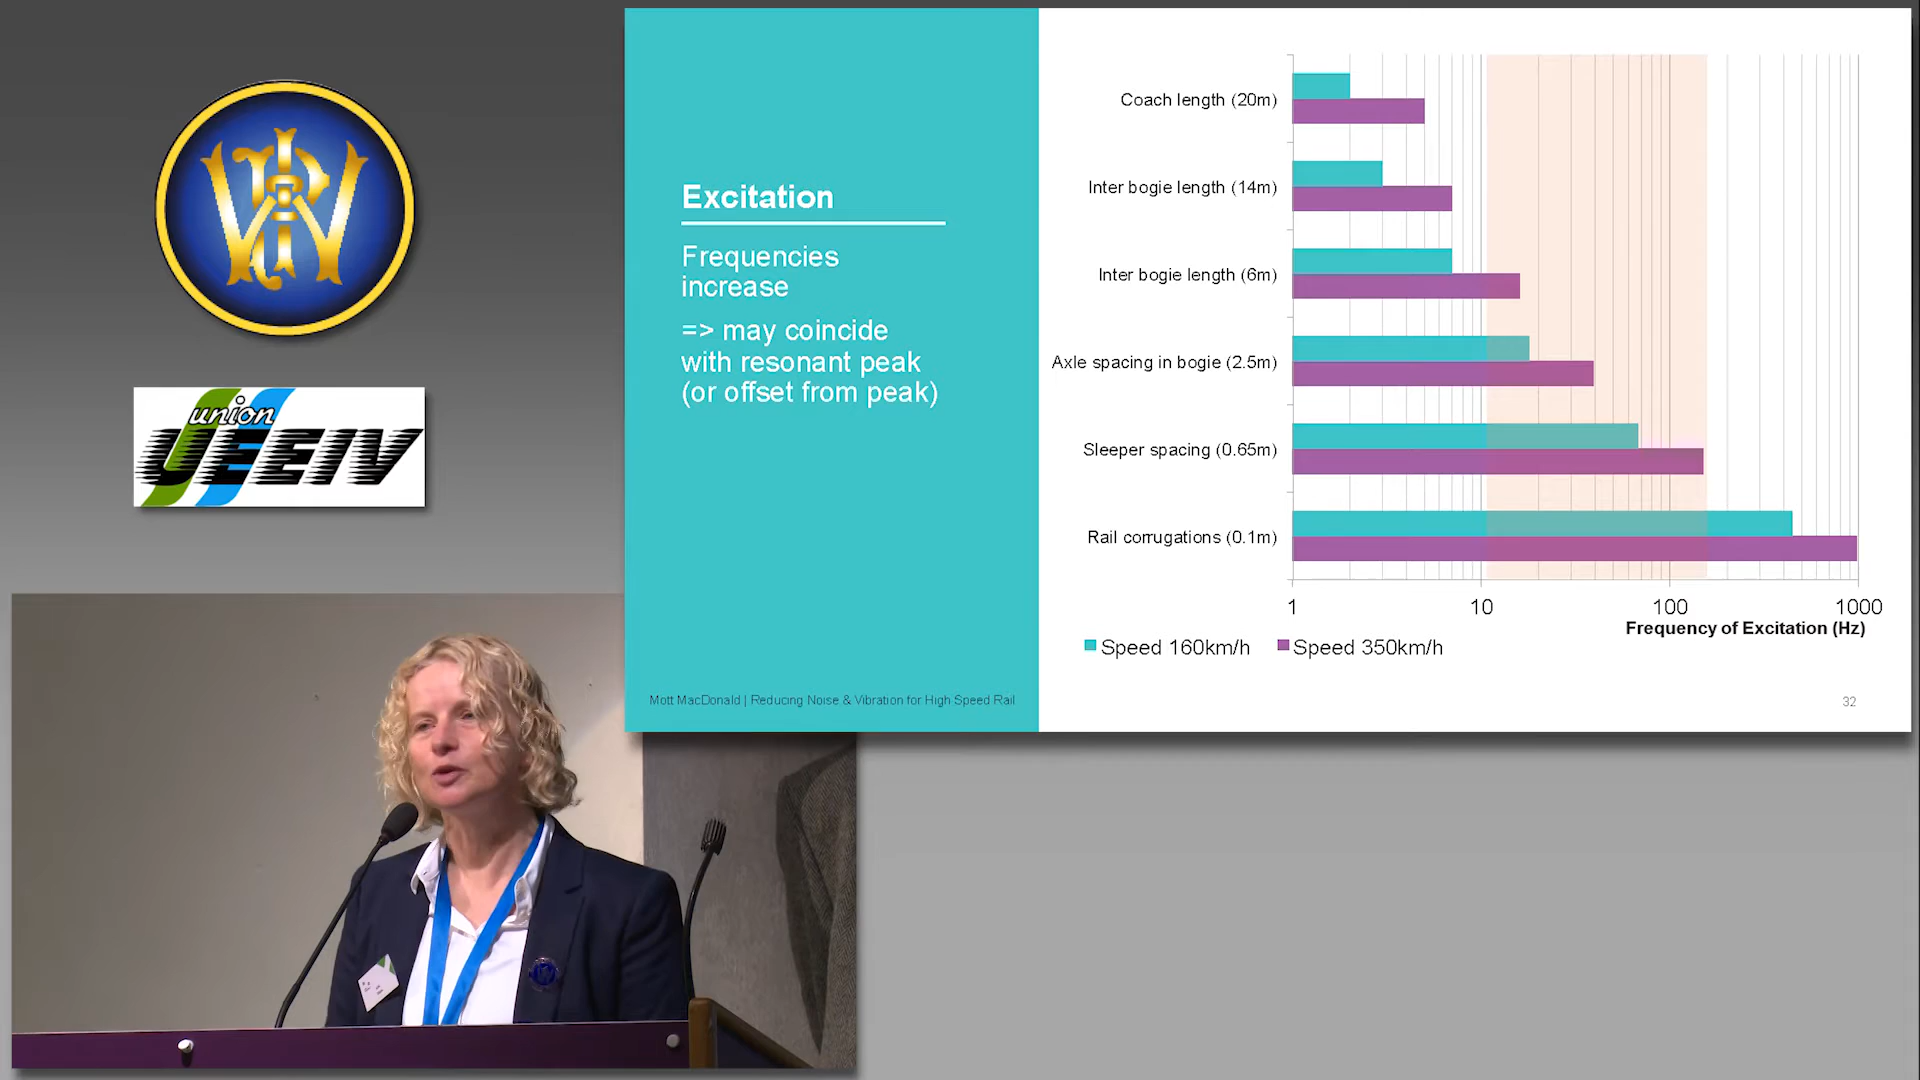 union
UEEIV
Excitation
Frequencies
increase
=> may coincide
with resonant peak
(or offset from peak)
Mott MacDonald | Reducing Noise & Vibration for High Speed Rail
Coach length (20m)
Inter bogie length (14m)
Inter bogie length (6m)
Axle spacing in bogie (2.5m)
Sleeper spacing (0.65m)
Rail corrugations (0.1m)
1 10 100 1000
Frequency of Excitation (Hz)
Speed 160km/h Speed 350km/h
32